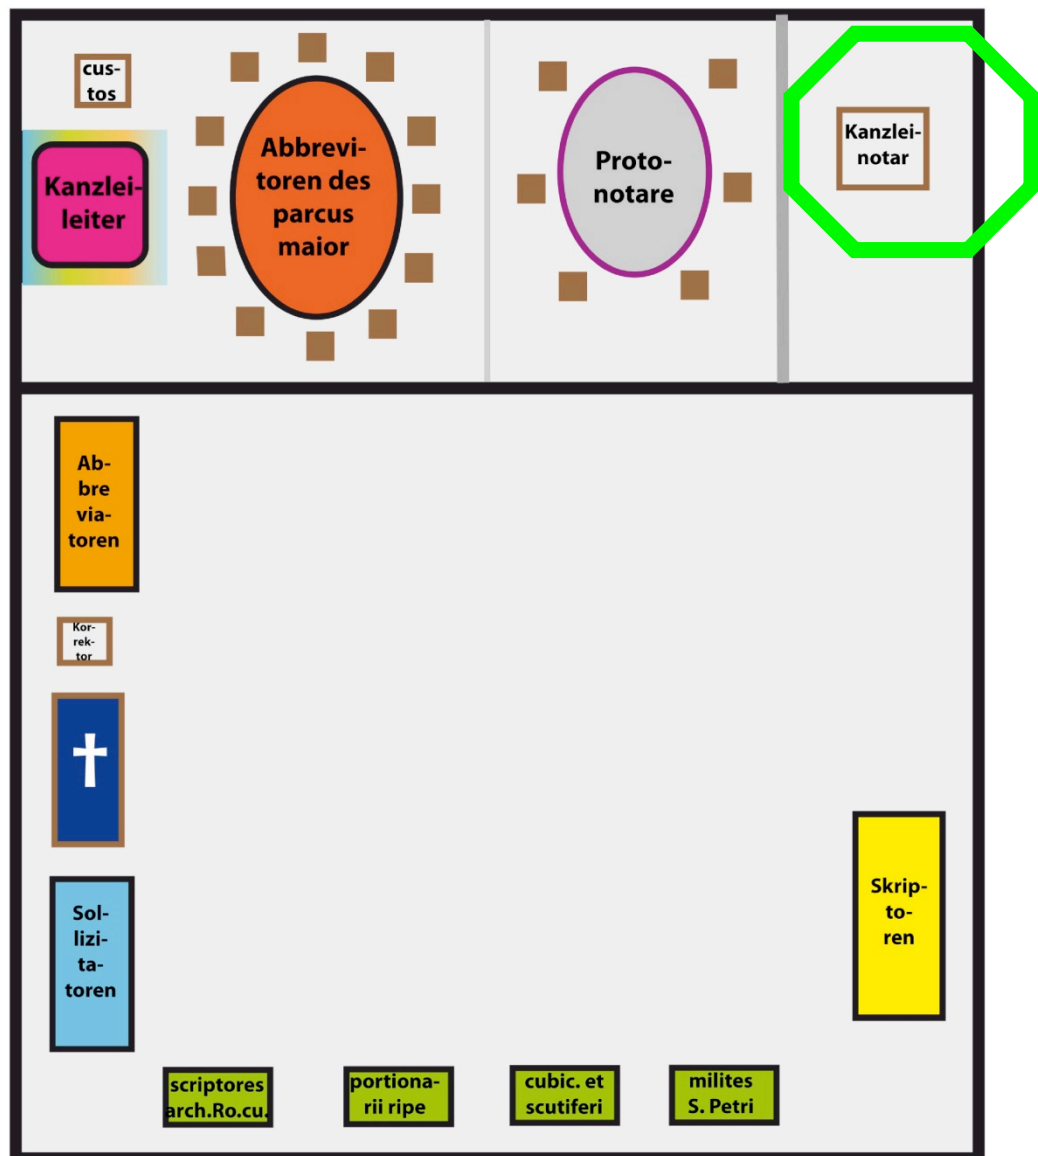 cus-
tos
Kanzlei-
leiter
Abbrevi-
toren des
parcus
maior
Proto-
notare
Kanzlei-
notar
Ab-
bre
via-
toren
Kor-
rek-
tor
Sol-
lizi-
ta-
toren
Skrip-
to-
ren
scriptores
arch.Ro.cu.
portiona-
rii ripe
cubic. et
scutiferi
milites
S. Petri